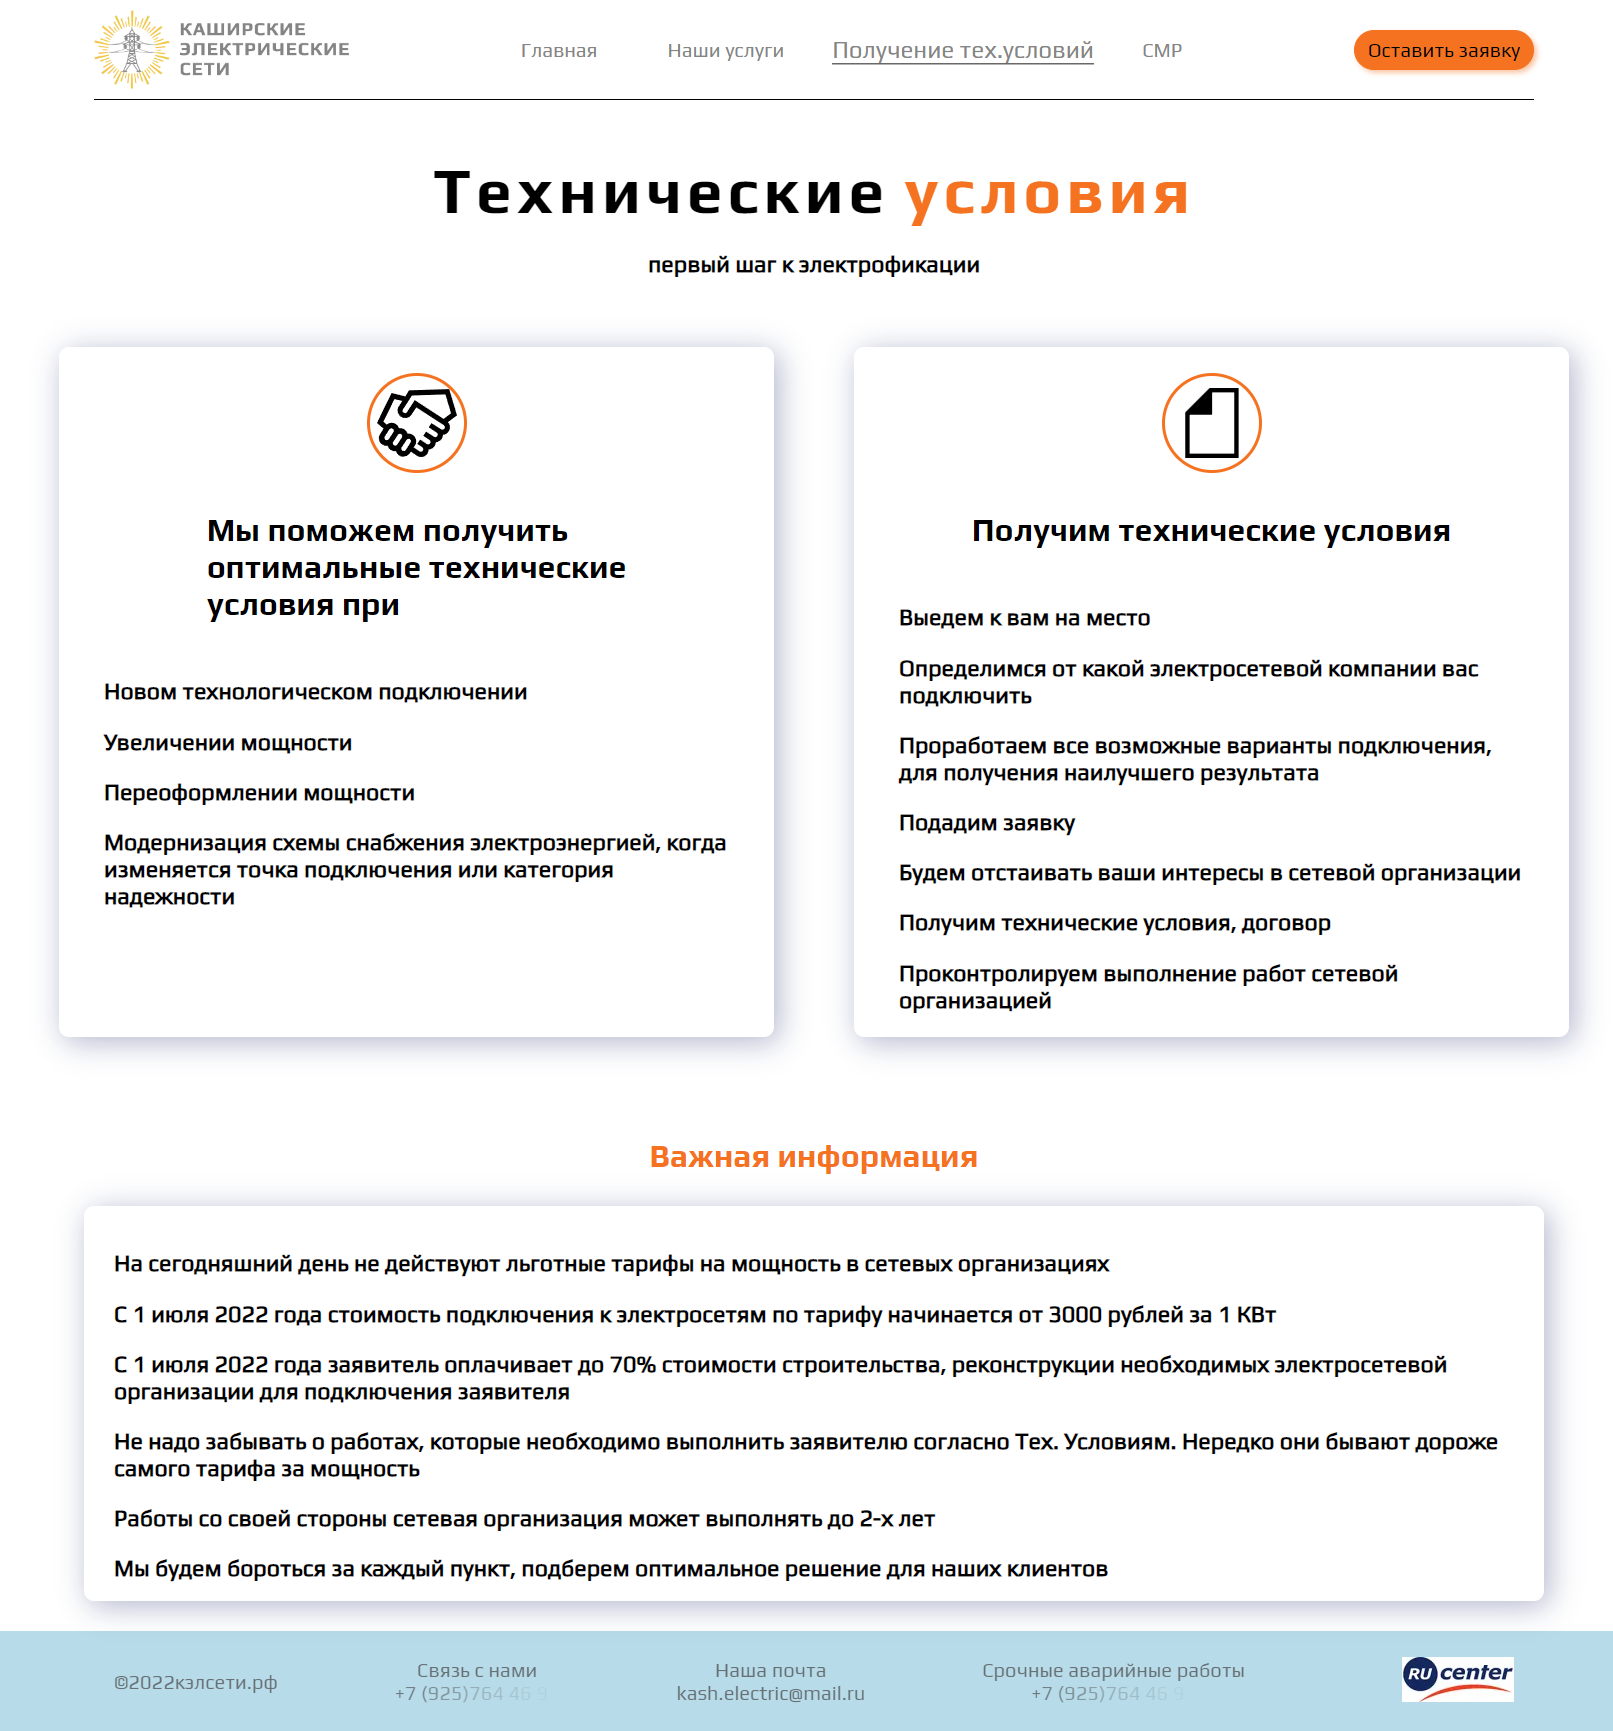 КАШИРСКИЕ
ЭЛЕКТРИЧЕСКИЕ
СЕТИ
Главная
Наши услуги
Получение тех.условий
СМР
Оставить заявку
Технические условия
первый шаг к электрофикации
Мы поможем получить
оптимальные технические
условия при
Новом технологическом подключении
Увеличении мощности
Переоформлении мощности
Модернизация схемы снабжения электроэнергией, когда
изменяется точка подключения или категория
надежности
Получим технические условия
Выедем к вам на место
Определимся от какой электросетевой компании вас
подключить
Проработаем все возможные варианты подключения,
для получения наилучшего результата
Подадим заявку
Будем отстаивать ваши интересы в сетевой организации
Получим технические условия, договор
Проконтролируем выполнение работ сетевой
организацией
Важная информация
На сегодняшний день не действуют льготные тарифы на мощность в сетевых организациях
С 1 июля 2022 года стоимость подключения к электросетям по тарифу начинается от 3000 рублей за 1 КВт
С 1 июля 2022 года заявитель оплачивает до 70% стоимости строительства, реконструкции необходимых электросетевой
организации для подключения заявителя
Не надо забывать о работах, которые необходимо выполнить заявителю согласно Тех. Условиям. Нередко они бывают дороже
самого тарифа за мощность
Работы со своей стороны сетевая организация может выполнять до 2-х лет
Мы будем бороться за каждый пункт, подберем оптимальное решение для наших клиентов
©2022кэлсети.рф
Связь с нами
+7 (925)764 46 9
Наша почта
kash.electric@mail.ru
Срочные аварийные работы
+7 (925)764 46 9
RU center